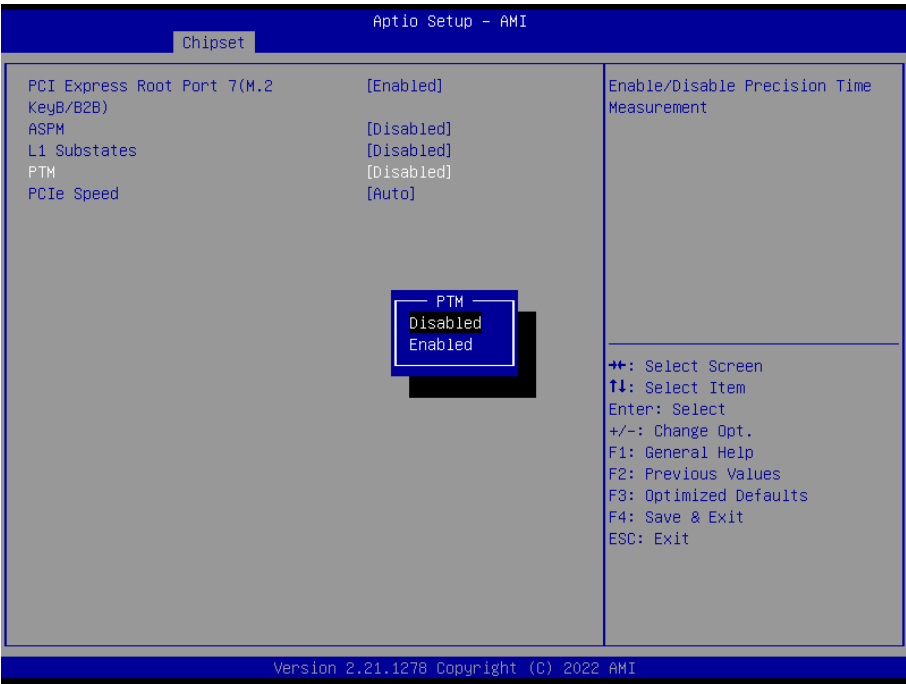 Aptio Setup – AMI
Chipset
PCI Express Root Port 7(M.2 [Enabled]
KeyB/B2B)
ASPM [Disabled]
L1 Substates [Disabled]
PTM [Disabled]
PCIe Speed [Auto]
Enable/Disable Precision Time
Measurement
PTM
Disabled
Enabled
→←: Select Screen
↑↓: Select Item
Enter: Select
+/-: Change Opt.
F1: General Help
F2: Previous Values
F3: Optimized Defaults
F4: Save & Exit
ESC: Exit
Version 2.21.1278 Copyright (C) 2022 AMI